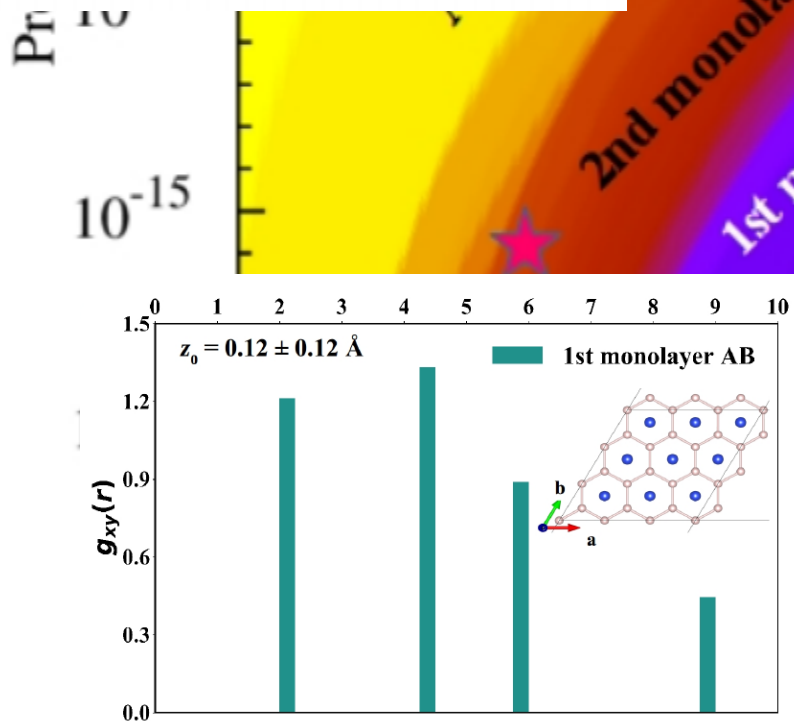 10
2nd monola
10^-15
1st
0 1 2 3 4 5 6 7 8 9 10
1.5
z₀ = 0.12 ± 0.12 Å
1st monolayer AB
1.2
0.9
0.6
0.3
0.0
g_xy(r)
b
a